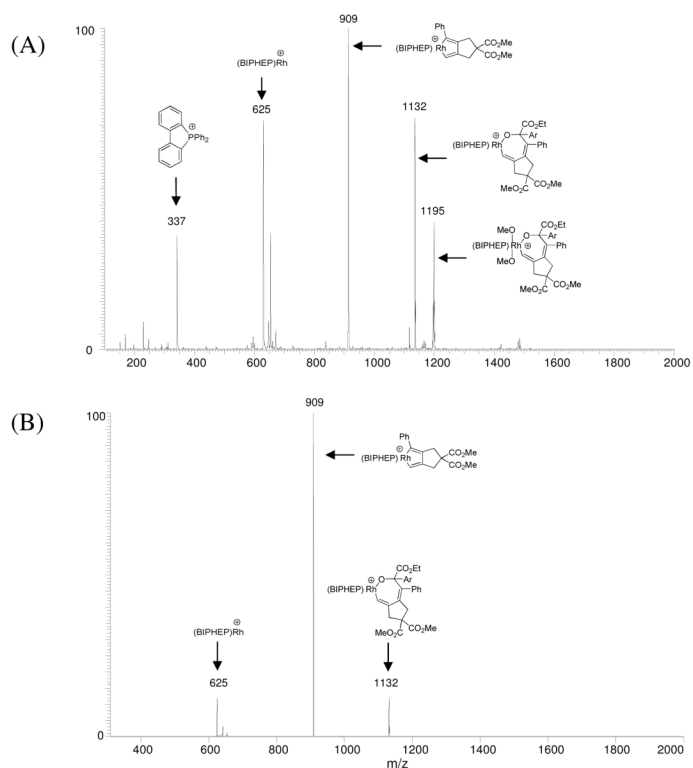 (A)
100
0
200
400
600
800
1000
1200
1400
1600
1800
2000
337
625
909
1132
1195
PPh2
⊕
(BIPHEP)Rh
⊕
(BIPHEP)
Rh
⊕
Ph
CO2Me
CO2Me
(BIPHEP) Rh
⊕
O
CO2Et
Ar
Ph
MeO2C
CO2Me
MeO
(BIPHEP)Rh
MeO
O
⊕
CO2Et
Ar
Ph
MeO2C
CO2Me
(B)
100
0
400
600
800
1000
1200
1400
1600
1800
2000
m/z
625
909
1132
(BIPHEP)Rh
⊕
(BIPHEP) Rh
⊕
Ph
CO2Me
CO2Me
(BIPHEP) Rh
⊕
O
CO2Et
Ar
Ph
MeO2C
CO2Me